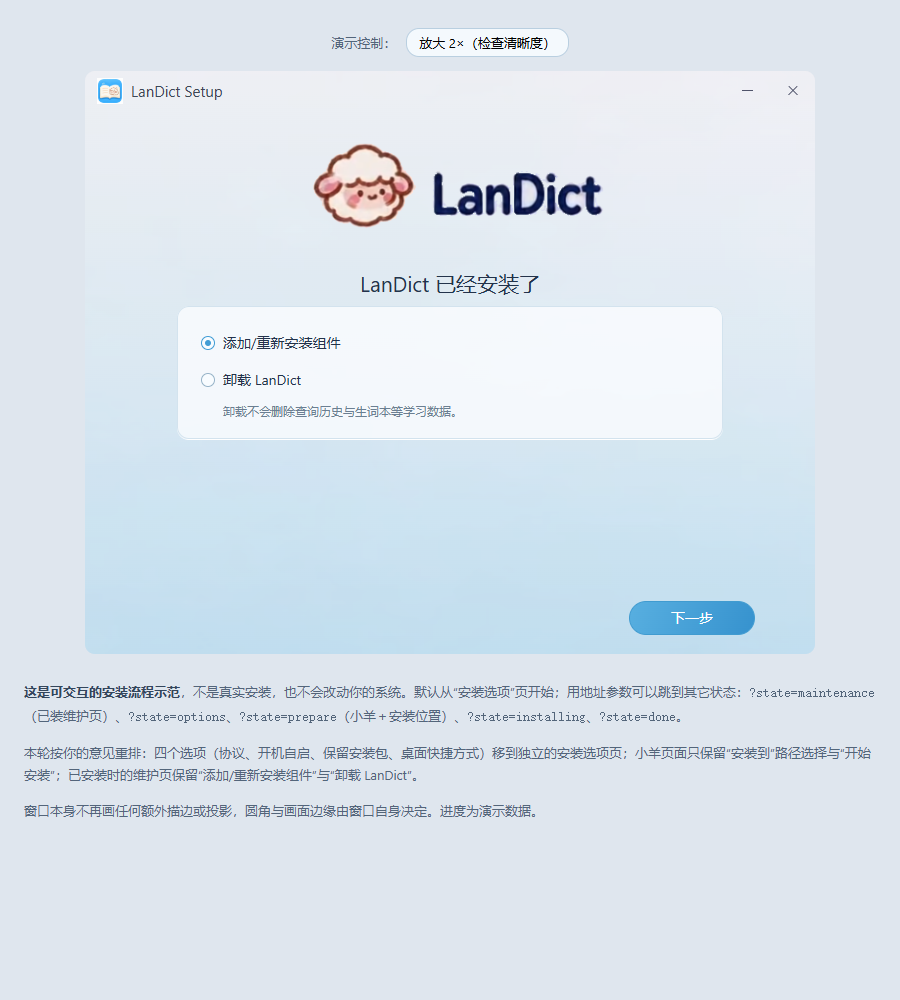 演示控制： 放大 2×（检查清晰度）
LanDict Setup
LanDict
LanDict 已经安装了
添加/重新安装组件
卸载 LanDict
卸载不会删除查询历史与生词本等学习数据。
下一步
这是可交互的安装流程示范，不是真实安装，也不会改动你的系统。默认从“安装选项”页开始；用地址参数可以跳到其它状态：?state=maintenance
（已装维护页）、?state=options、?state=prepare（小羊＋安装位置）、?state=installing、?state=done。
本轮按你的意见重排：四个选项（协议、开机自启、保留安装包、桌面快捷方式）移到独立的安装选项页；小羊页面只保留“安装到”路径选择与“开始
安装”；已安装时的维护页保留“添加/重新安装组件”与“卸载 LanDict”。
窗口本身不再画任何额外描边或投影，圆角与画面边缘由窗口自身决定。进度为演示数据。